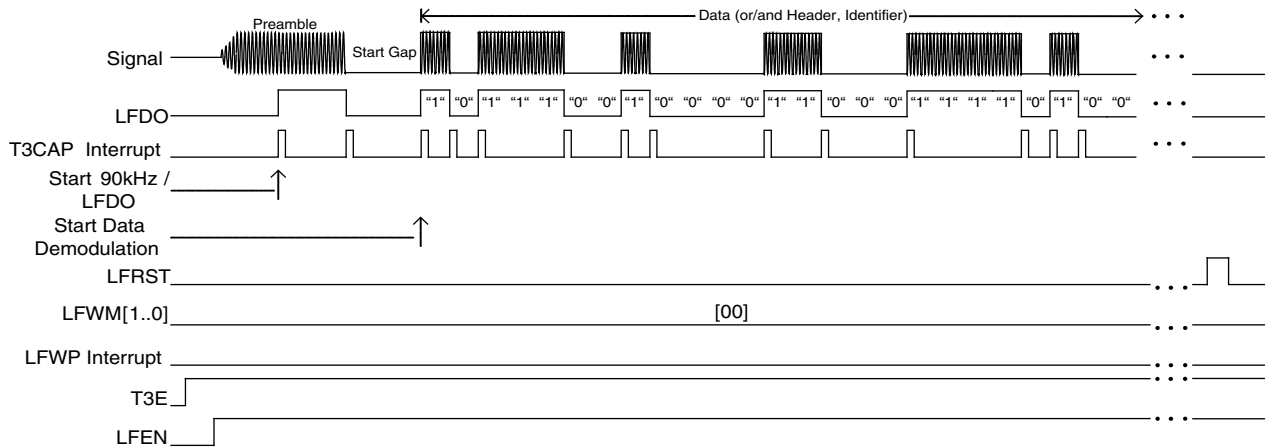 Data (or/and Header, Identifier)
Preamble
Start Gap
Signal
LFDO
“1“ “0“ “1“ “1“ “1“ “0“ “0“ “1“ “0“ “0“ “0“ “0“ “1“ “1“ “0“ “0“ “0“ “1“ “1“ “1“ “1“ “0“ “1“ “0“ “0“
T3CAP Interrupt
Start 90kHz /
LFDO
Start Data
Demodulation
LFRST
LFWM[1..0]
[00]
LFWP Interrupt
T3E
LFEN